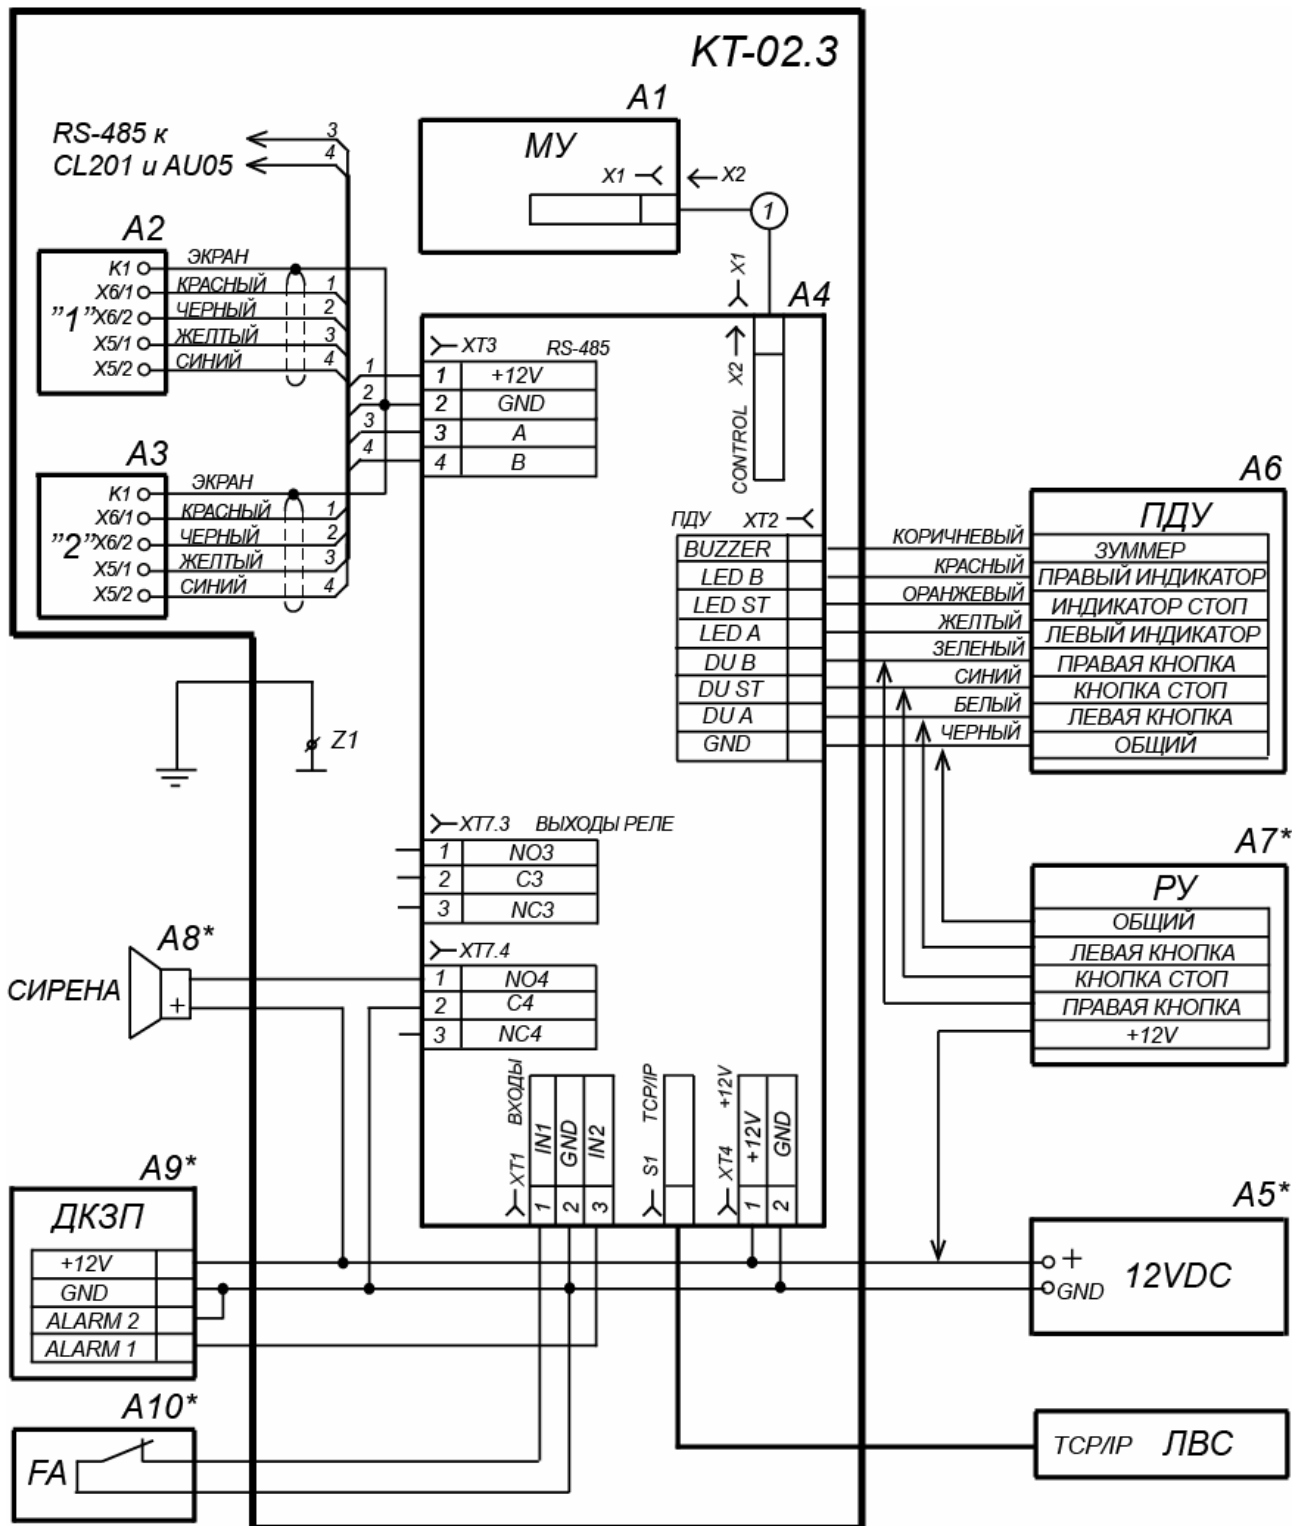 KT-02.3
A1
МУ
X1
X2
1
RS-485 к
CL201 и AU05
3
4
A2
"1"
K1
ЭКРАН
X6/1
КРАСНЫЙ
1
X6/2
ЧЕРНЫЙ
2
X5/1
ЖЕЛТЫЙ
3
X5/2
СИНИЙ
4
A3
"2"
K1
ЭКРАН
X6/1
КРАСНЫЙ
1
X6/2
ЧЕРНЫЙ
2
X5/1
ЖЕЛТЫЙ
3
X5/2
СИНИЙ
4
A4
X1
X2
CONTROL
XT3
RS-485
1
1
+12V
2
2
GND
3
3
A
4
4
B
ПДУ
XT2
BUZZER
LED B
LED ST
LED A
DU B
DU ST
DU A
GND
КОРИЧНЕВЫЙ
КРАСНЫЙ
ОРАНЖЕВЫЙ
ЖЕЛТЫЙ
ЗЕЛЕНЫЙ
СИНИЙ
БЕЛЫЙ
ЧЕРНЫЙ
A6
ПДУ
ЗУММЕР
ПРАВЫЙ ИНДИКАТОР
ИНДИКАТОР СТОП
ЛЕВЫЙ ИНДИКАТОР
ПРАВАЯ КНОПКА
КНОПКА СТОП
ЛЕВАЯ КНОПКА
ОБЩИЙ
Z1
XT7.3
ВЫХОДЫ РЕЛЕ
1
NO3
2
C3
3
NC3
A7*
РУ
ОБЩИЙ
ЛЕВАЯ КНОПКА
КНОПКА СТОП
ПРАВАЯ КНОПКА
+12V
A8*
СИРЕНА
+
XT7.4
1
NO4
2
C4
3
NC4
XT1
ВХОДЫ
IN1
GND
IN2
1
2
3
S1
TCP/IP
XT4
+12V
+12V
GND
1
2
A9*
ДКЗП
+12V
GND
ALARM 2
ALARM 1
A5*
+
GND
12VDC
A10*
FA
TCP/IP
ЛВС